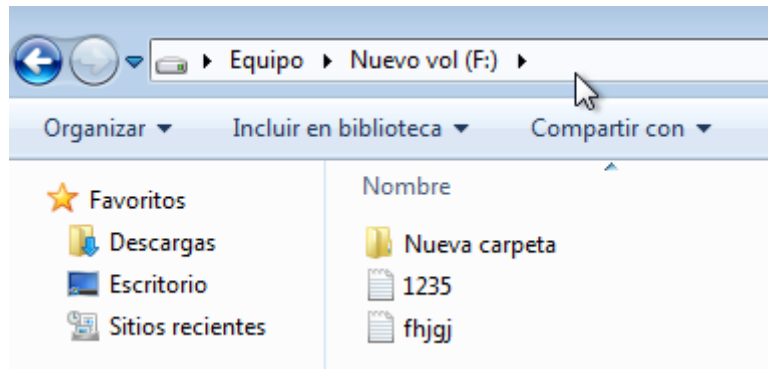 Equipo Nuevo vol (F:)
Organizar Incluir en biblioteca Compartir con
Favoritos
Descargas
Escritorio
Sitios recientes
Nombre
Nueva carpeta
1235
fhjgj